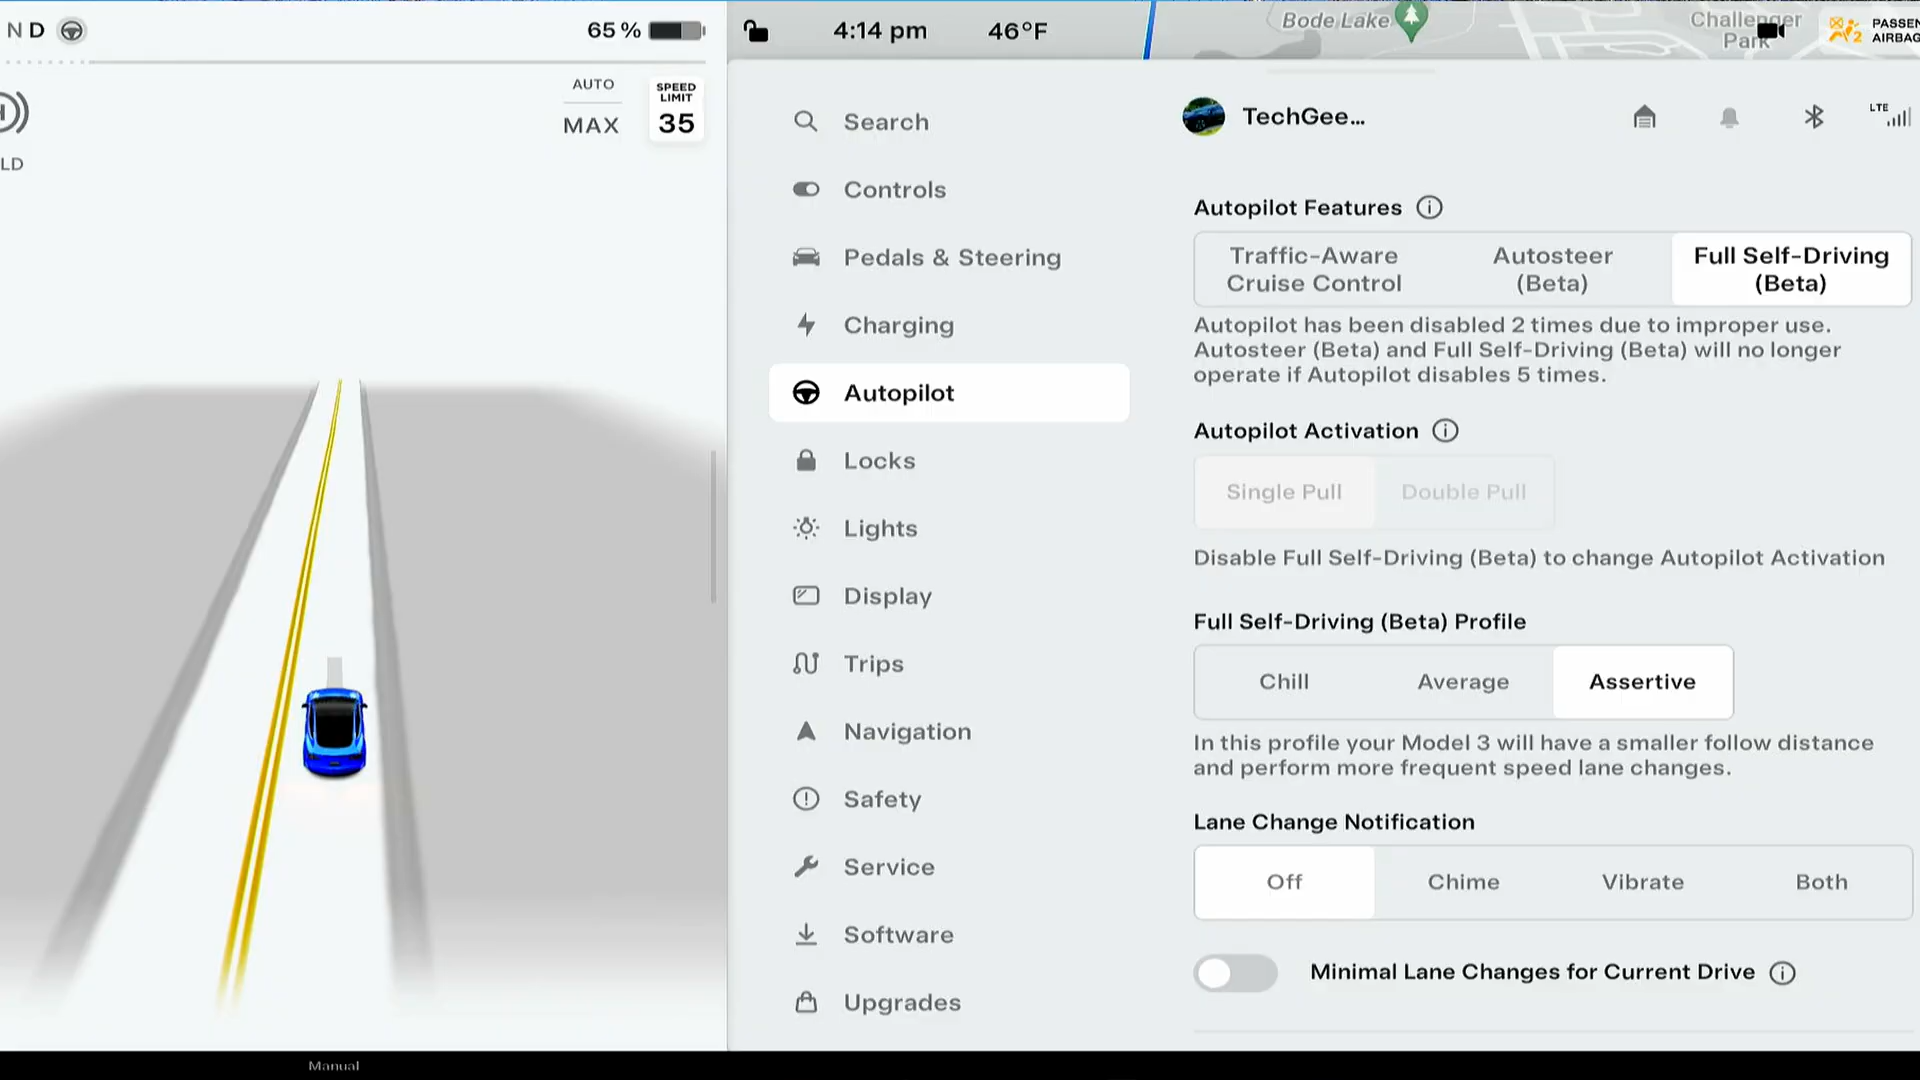 N D
65 %
AUTO
MAX
SPEED
LIMIT
35
LD
Manual
4:14 pm
46°F
Bode Lake
Challenger
Park
PASSEN
AIRBAG
Search
Controls
Pedals & Steering
Charging
Autopilot
Locks
Lights
Display
Trips
Navigation
Safety
Service
Software
Upgrades
TechGee...
LTE
Autopilot Features
Traffic-Aware
Cruise Control
Autosteer
(Beta)
Full Self-Driving
(Beta)
Autopilot has been disabled 2 times due to improper use.
Autosteer (Beta) and Full Self-Driving (Beta) will no longer
operate if Autopilot disables 5 times.
Autopilot Activation
Single Pull
Double Pull
Disable Full Self-Driving (Beta) to change Autopilot Activation
Full Self-Driving (Beta) Profile
Chill
Average
Assertive
In this profile your Model 3 will have a smaller follow distance
and perform more frequent speed lane changes.
Lane Change Notification
Off
Chime
Vibrate
Both
Minimal Lane Changes for Current Drive